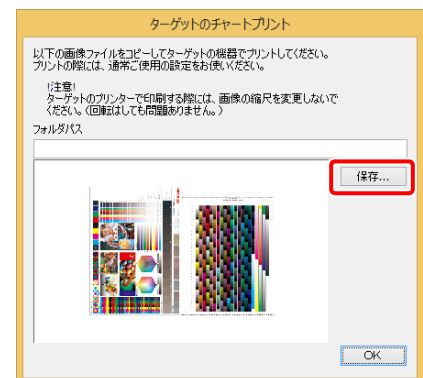 ターゲットのチャートプリント
以下の画像ファイルをコピーしてターゲットの機器でプリントしてください。
プリントの際には、通常ご使用の設定をお使いください。
!注意!
ターゲットのプリンターで印刷する際には、画像の縮尺を変更しないで
ください。（回転はしても問題ありません。）
フォルダパス
保存...
OK